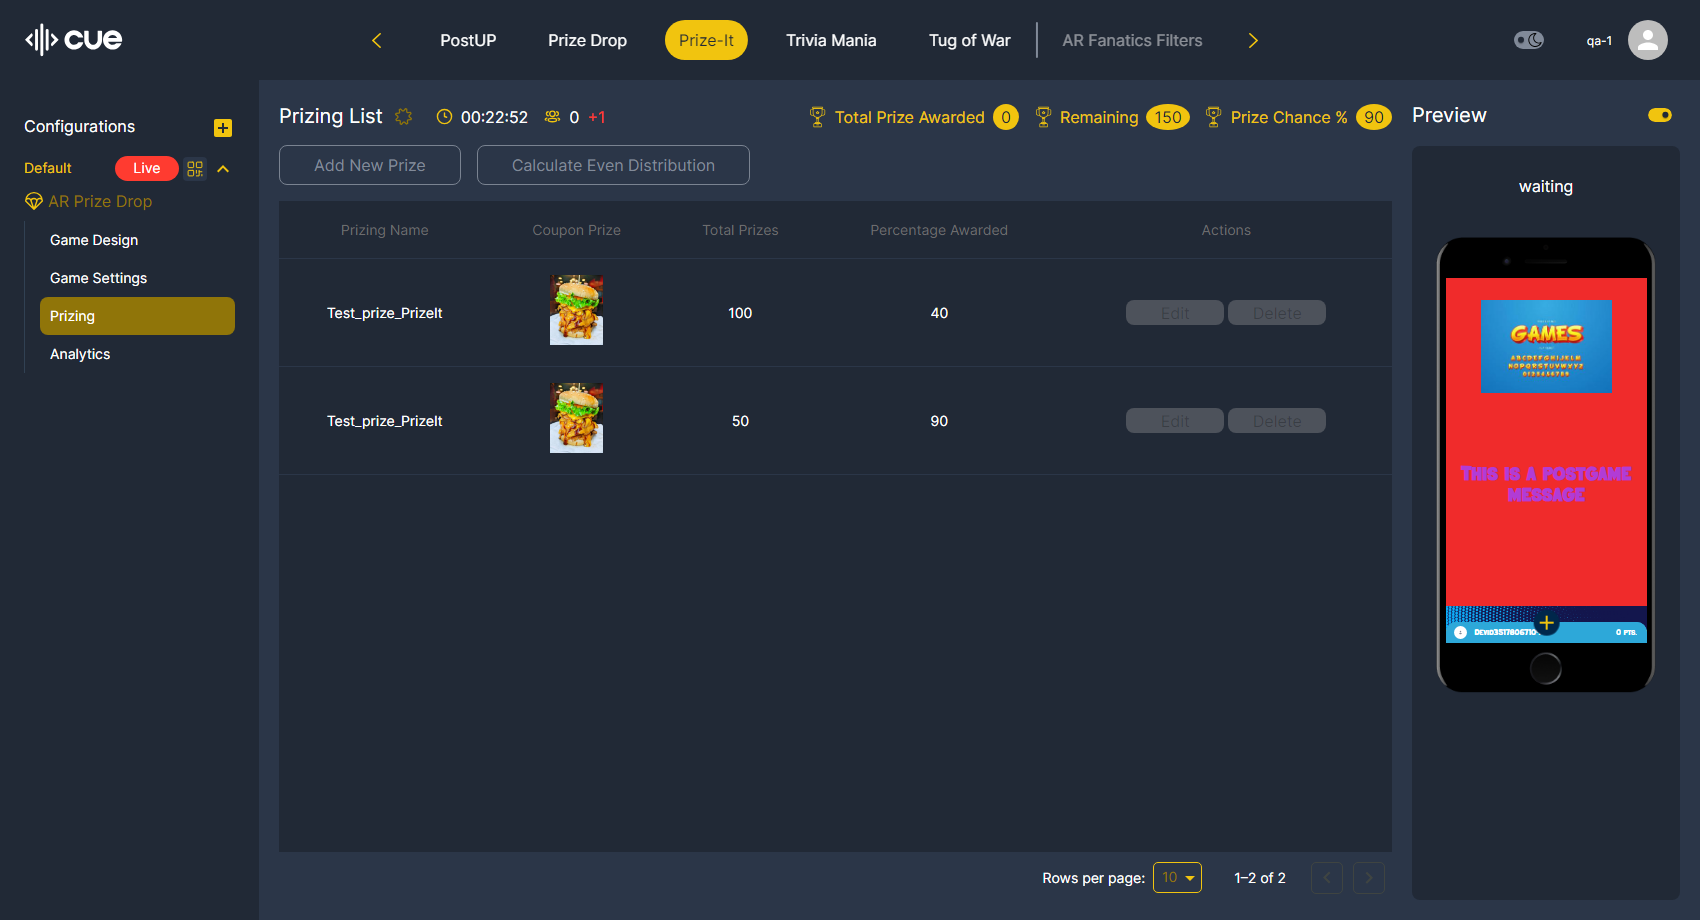 cue
PostUP
Prize Drop
Prize-It
Trivia Mania
Tug of War
AR Fanatics Filters
qa-1
Configurations
Default
Live
AR Prize Drop
Game Design
Game Settings
Prizing
Analytics
Prizing List
00:22:52
0 +1
Total Prize Awarded 0
Remaining 150
Prize Chance % 90
Add New Prize
Calculate Even Distribution
Prizing Name
Coupon Prize
Total Prizes
Percentage Awarded
Actions
Test_prize_PrizeIt
100
40
Edit
Delete
Test_prize_PrizeIt
50
90
Edit
Delete
Rows per page: 10
1–2 of 2
Preview
waiting
GAMES
ABCDEFGHIJKLM
NOPQRSTUVWXYZ
This is a postgame
message
0 pts.